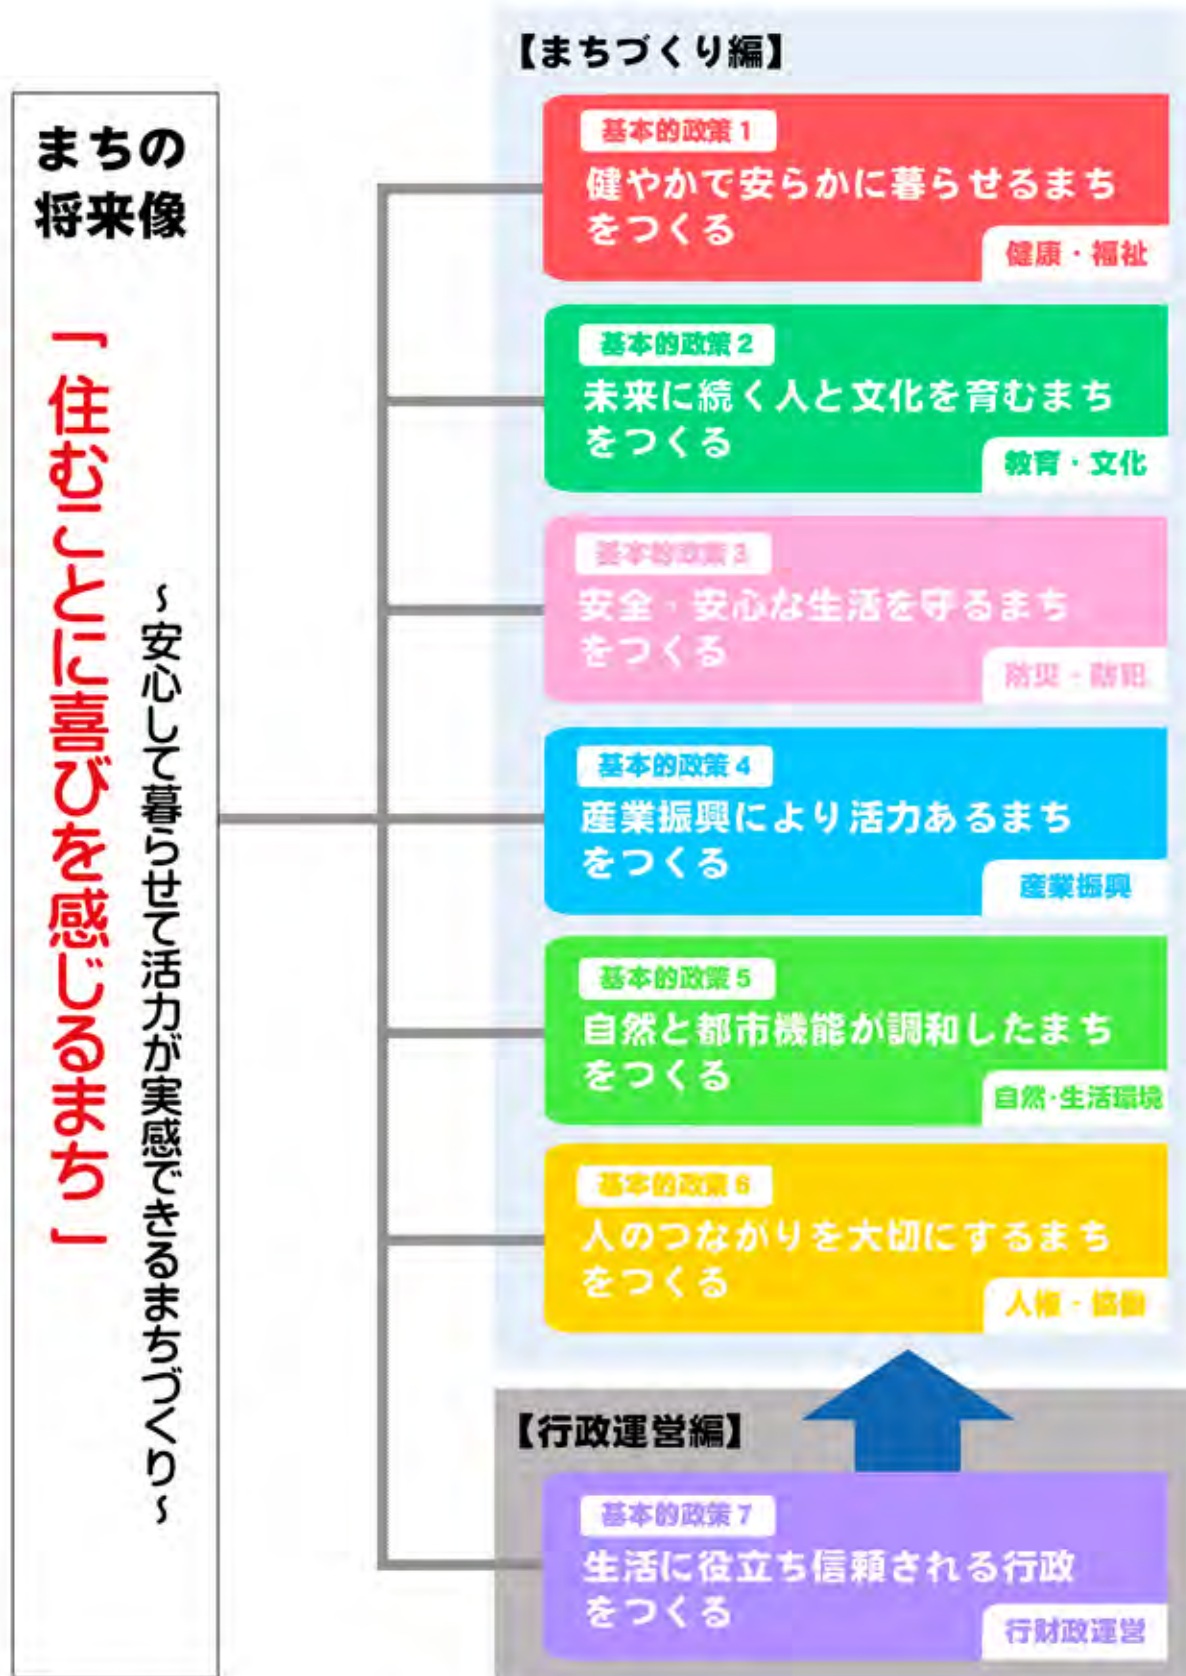 まちの
将来像
「住むことに喜びを感じるまち」
～安心して暮らせて活力が実感できるまちづくり～
【まちづくり編】
基本的政策1
健やかで安らかに暮らせるまち
をつくる
健康・福祉
基本的政策2
未来に続く人と文化を育むまち
をつくる
教育・文化
基本的政策3
安全・安心な生活を守るまち
をつくる
防災・防犯
基本的政策4
産業振興により活力あるまち
をつくる
産業振興
基本的政策5
自然と都市機能が調和したまち
をつくる
自然・生活環境
基本的政策6
人のつながりを大切にするまち
をつくる
人権・協働
【行政運営編】
基本的政策7
生活に役立ち信頼される行政
をつくる
行財政運営